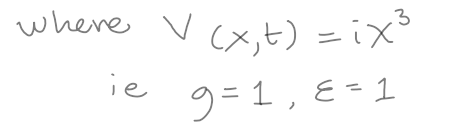 where V(x,t) = ix³
ie g = 1, ε = 1